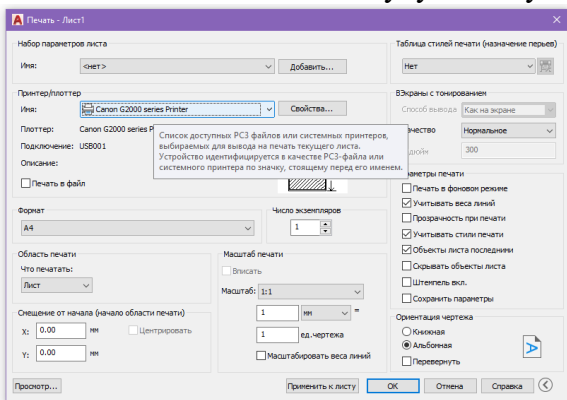 Печать - Лист1
Набор параметров листа
Имя: <нет> Добавить...
Таблица стилей печати (назначение перьев)
Нет
Принтер/плоттер
Имя: Canon G2000 series Printer Свойства...
Плоттер: Canon G2000 series P
Подключение: USB001
Описание:
Печать в файл
Список доступных PC3 файлов или системных принтеров,
выбираемых для вывода на печать текущего листа.
Устройство идентифицируется в качестве PC3-файла или
системного принтера по значку, стоящему перед его именем.
ВЭкраны с тонированием
Способ вывода Как на экране
ачество Нормальное
дюйм 300
Формат
A4
Число экземпляров
1
раметры печати
Печать в фоновом режиме
Учитывать веса линий
Прозрачность при печати
Учитывать стили печати
Объекты листа последними
Скрывать объекты листа
Штемпель вкл.
Сохранить параметры
Область печати
Что печатать:
Лист
Масштаб печати
Вписать
Масштаб: 1:1
1 мм =
1 ед.чертежа
Масштабировать веса линий
Смещение от начала (начало области печати)
X: 0.00 мм Центрировать
Y: 0.00 мм
Ориентация чертежа
Книжная
Альбомная
Перевернуть
Просмотр... Применить к листу ОК Отмена Справка